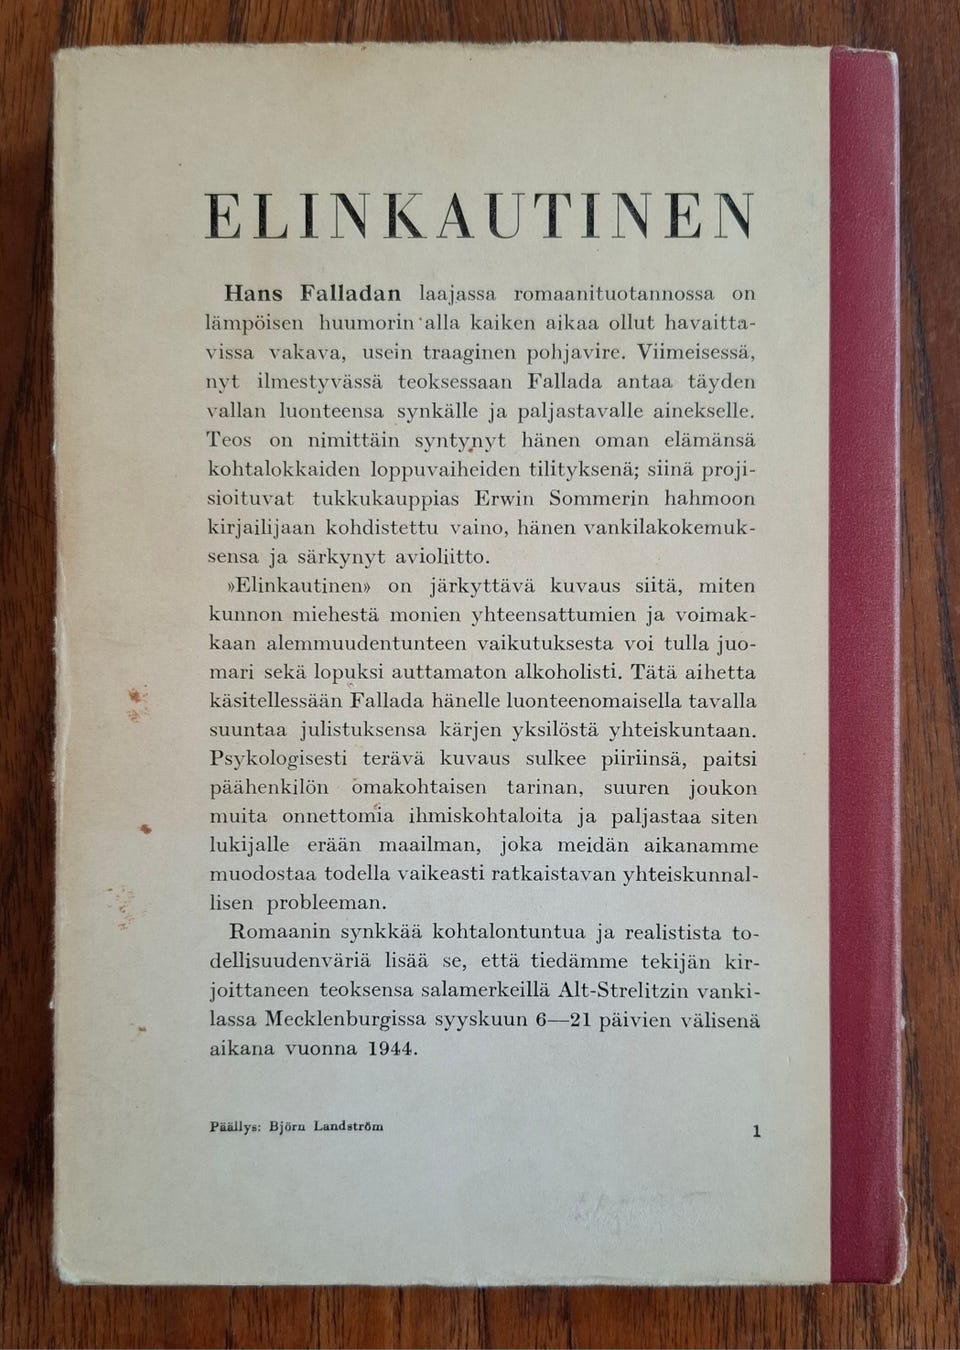 ELINKAUTINEN
Hans Falladan laajassa romaanituotannossa on
lämpöisen huumorin alla kaiken aikaa ollut havaitta-
vissa vakava, usein traaginen pohjavire. Viimeisessä,
nyt ilmestyvässä teoksessaan Fallada antaa täyden
vallan luonteensa synkälle ja paljastavalle ainekselle.
Teos on nimittäin syntynyt hänen oman elämänsä
kohtalokkaiden loppuvaiheiden tilityksenä; siinä proji-
sioituvat tukkukauppias Erwin Sommerin hahmoon
kirjailijaan kohdistettu vaino, hänen vankilakokemuk-
sensa ja särkynyt avioliitto.
»Elinkautinen» on järkyttävä kuvaus siitä, miten
kunnon miehestä monien yhteensattumien ja voimak-
kaan alemmuudentunteen vaikutuksesta voi tulla juo-
mari sekä lopuksi auttamaton alkoholisti. Tätä aihetta
käsitellessään Fallada hänelle luonteenomaisella tavalla
suuntaa julistuksensa kärjen yksilöstä yhteiskuntaan.
Psykologisesti terävä kuvaus sulkee piiriinsä, paitsi
päähenkilön omakohtaisen tarinan, suuren joukon
muita onnettomia ihmiskohtaloita ja paljastaa siten
lukijalle erään maailman, joka meidän aikanamme
muodostaa todella vaikeasti ratkaistavan yhteiskunnal-
lisen probleeman.
Romaanin synkkää kohtalontuntua ja realistista to-
dellisuudenväriä lisää se, että tiedämme tekijän kir-
joittaneen teoksensa salamerkeillä Alt-Strelitzin vanki-
lassa Mecklenburgissa syyskuun 6—21 päivien välisenä
aikana vuonna 1944.
Päällys: Björn Landström
1